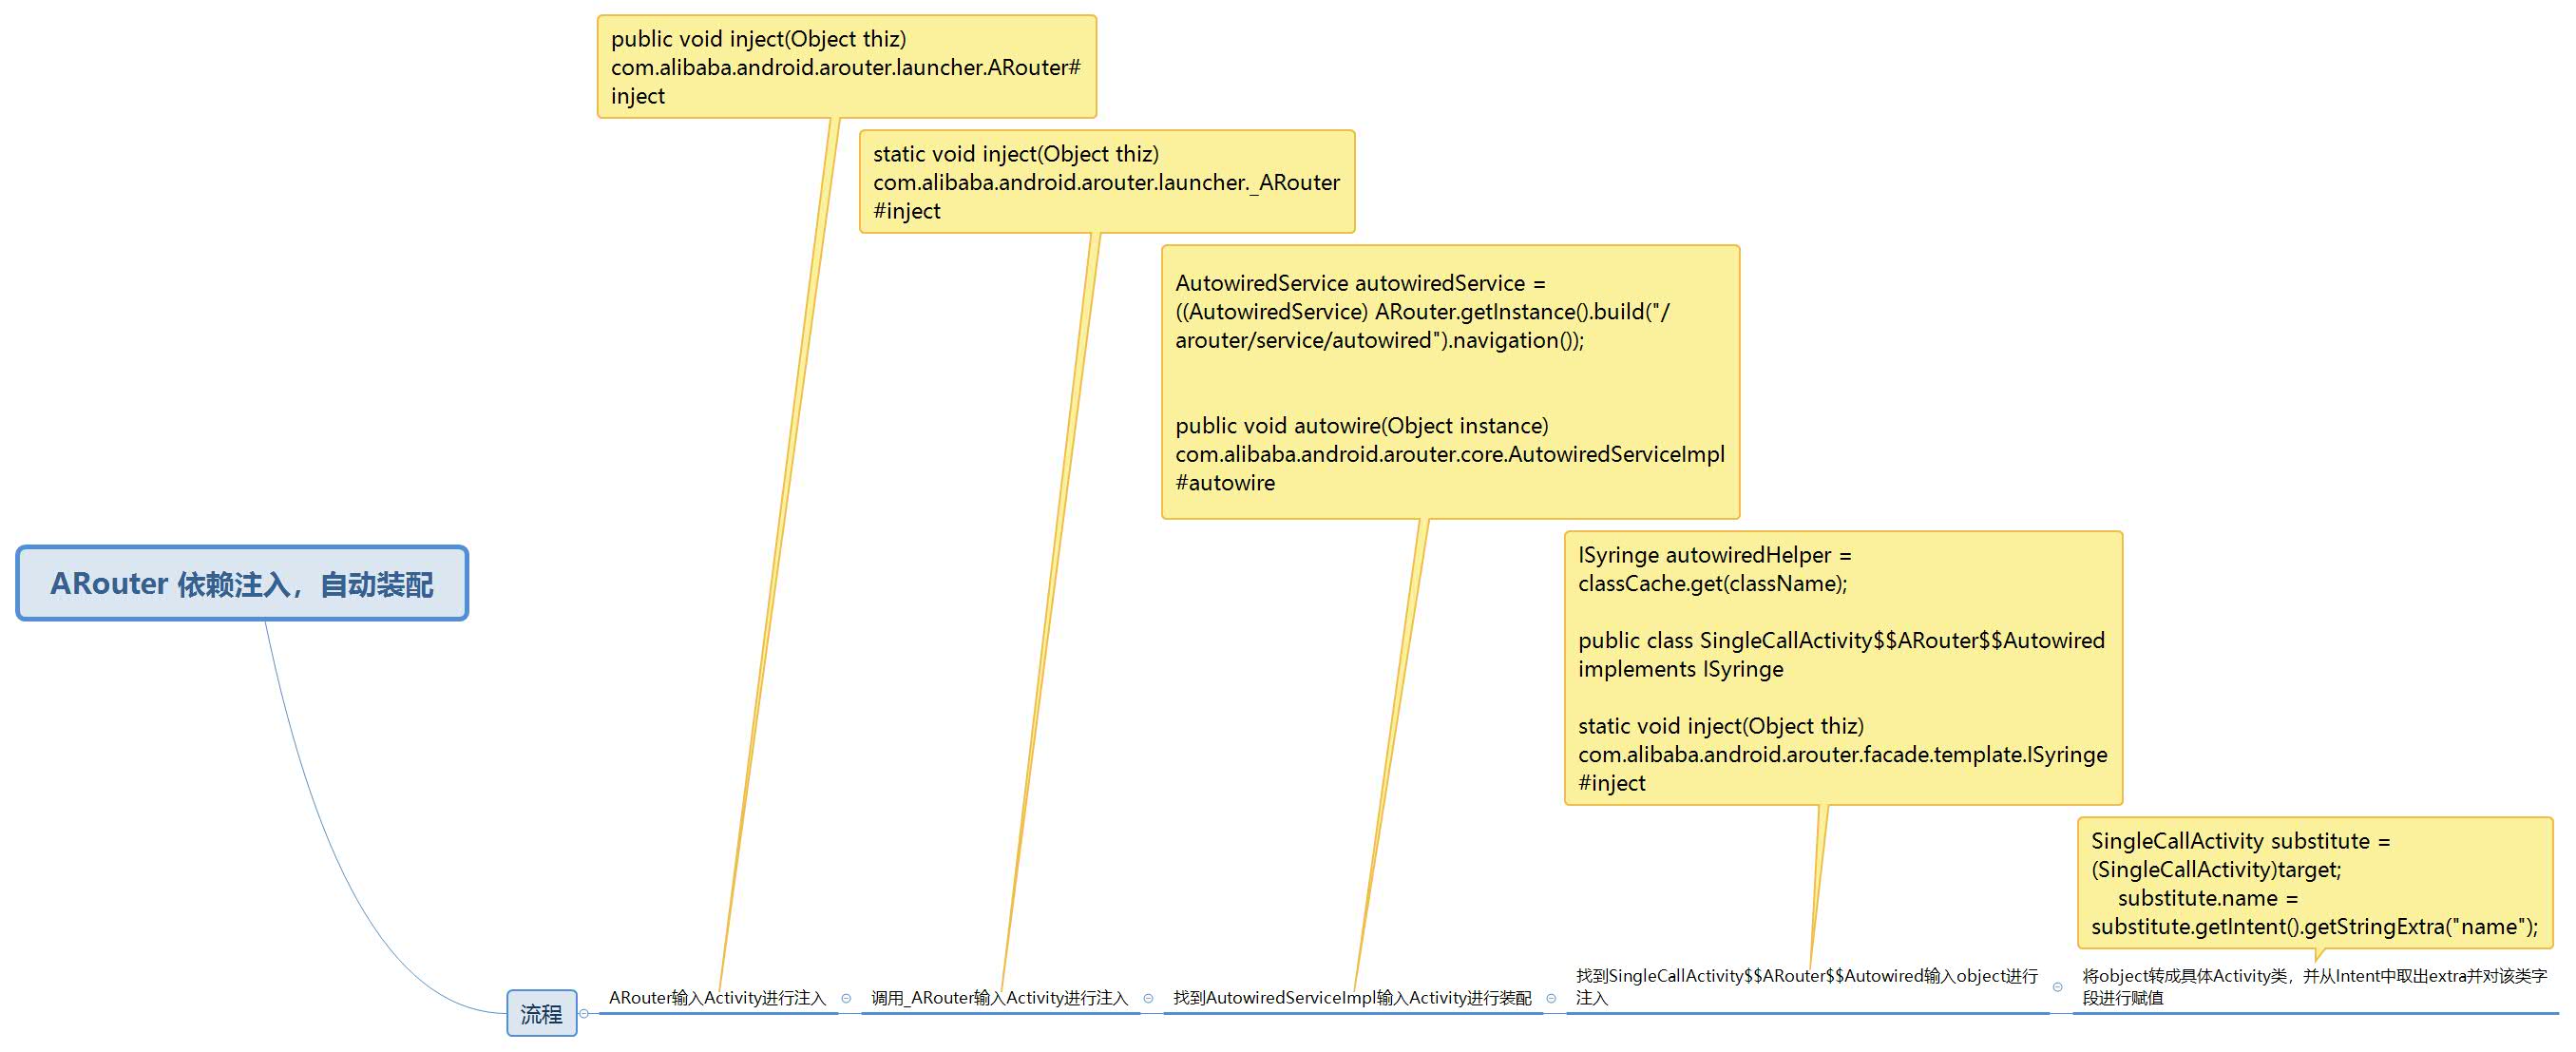 public void inject(Object thiz)
com.alibaba.android.arouter.launcher.ARouter#
inject
static void inject(Object thiz)
com.alibaba.android.arouter.launcher._ARouter
#inject
AutowiredService autowiredService =
((AutowiredService) ARouter.getInstance().build("/
arouter/service/autowired").navigation());
public void autowire(Object instance)
com.alibaba.android.arouter.core.AutowiredServiceImpl
#autowire
ISyringe autowiredHelper =
classCache.get(className);
public class SingleCallActivity$$ARouter$$Autowired
implements ISyringe
static void inject(Object thiz)
com.alibaba.android.arouter.facade.template.ISyringe
#inject
SingleCallActivity substitute =
(SingleCallActivity)target;
substitute.name =
substitute.getIntent().getStringExtra("name");
ARouter 依赖注入，自动装配
流程
ARouter输入Activity进行注入
调用_ARouter输入Activity进行注入
找到AutowiredServiceImpl输入Activity进行装配
找到SingleCallActivity$$ARouter$$Autowired输入object进行
注入
将object转成具体Activity类，并从Intent中取出extra并对该类字
段进行赋值